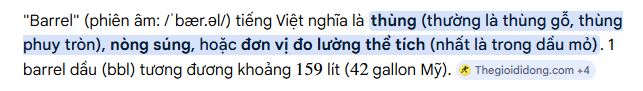 "Barrel" (phiên âm: /ˈbær.əl/) tiếng Việt nghĩa là thùng (thường là thùng gỗ, thùng
phuy tròn), nòng súng, hoặc đơn vị đo lường thể tích (nhất là trong dầu mỏ). 1
barrel dầu (bbl) tương đương khoảng 159 lít (42 gallon Mỹ). Thegioididong.com +4